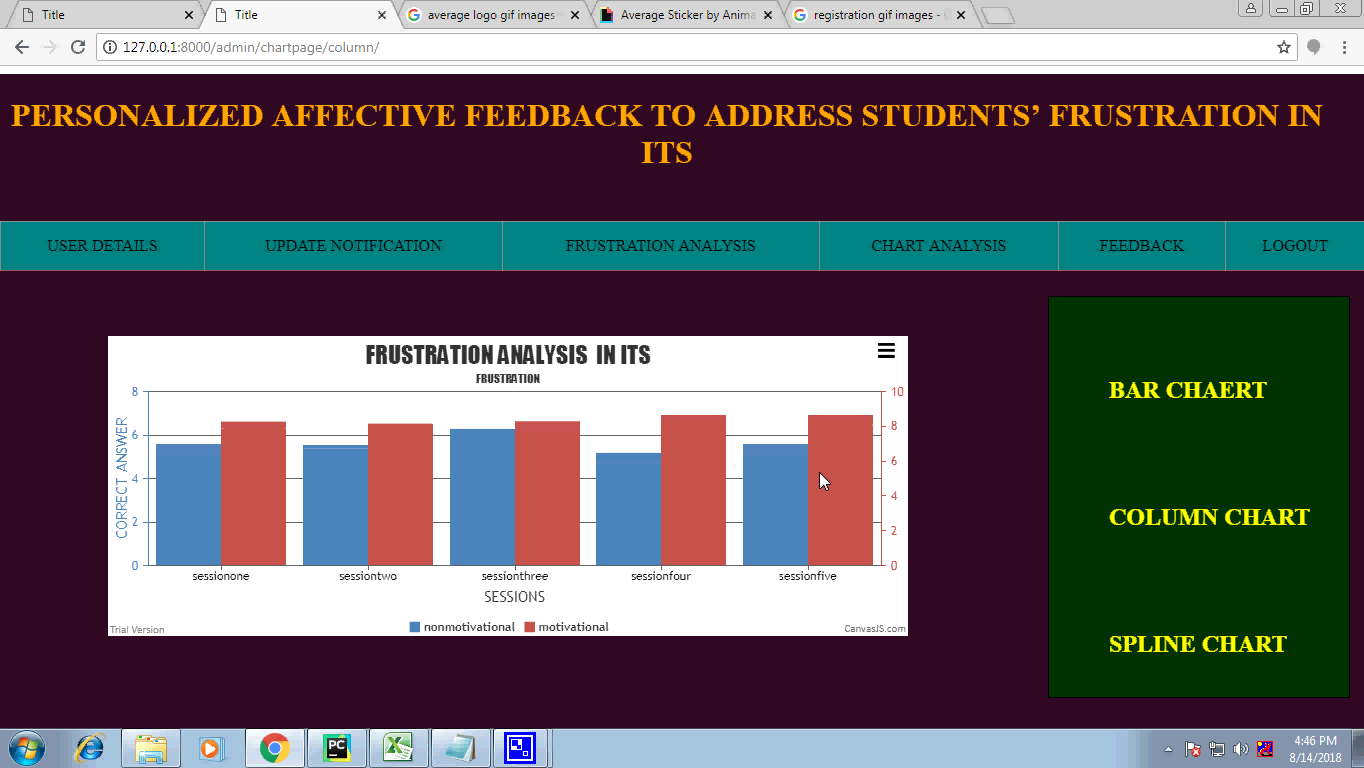 Title
Title
average logo gif images -
Average Sticker by Anima
registration gif images -
127.0.0.1:8000/admin/chartpage/column/
PERSONALIZED AFFECTIVE FEEDBACK TO ADDRESS STUDENTS’ FRUSTRATION IN
ITS
USER DETAILS
UPDATE NOTIFICATION
FRUSTRATION ANALYSIS
CHART ANALYSIS
FEEDBACK
LOGOUT
FRUSTRATION ANALYSIS IN ITS
FRUSTRATION
CORRECT ANSWER
8
6
4
2
0
10
8
6
4
2
0
sessionone
sessiontwo
sessionthree
sessionfour
sessionfive
SESSIONS
nonmotivational
motivational
Trial Version
CanvasJS.com
BAR CHAERT
COLUMN CHART
SPLINE CHART
PC
4:46 PM
8/14/2018